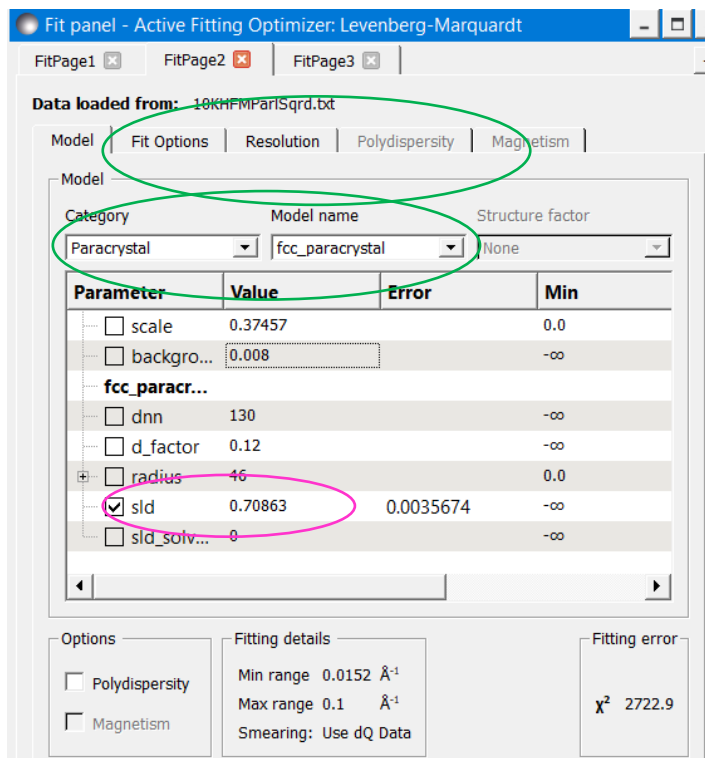 Fit panel - Active Fitting Optimizer: Levenberg-Marquardt
FitPage1 FitPage2 FitPage3
Data loaded from: 10KHFMParlSqrd.txt
Model Fit Options Resolution Polydispersity Magnetism
Model
Category Model name Structure factor
Paracrystal fcc_paracrystal None
Parameter Value Error Min
scale 0.37457 0.0
backgro... 0.008 -∞
fcc_paracr...
dnn 130 -∞
d_factor 0.12 -∞
radius 46 0.0
sld 0.70863 0.0035674 -∞
sld_solv... 0 -∞
Options Fitting details Fitting error
Polydispersity Min range 0.0152 Å⁻¹
Magnetism Max range 0.1 Å⁻¹ χ² 2722.9
Smearing: Use dQ Data